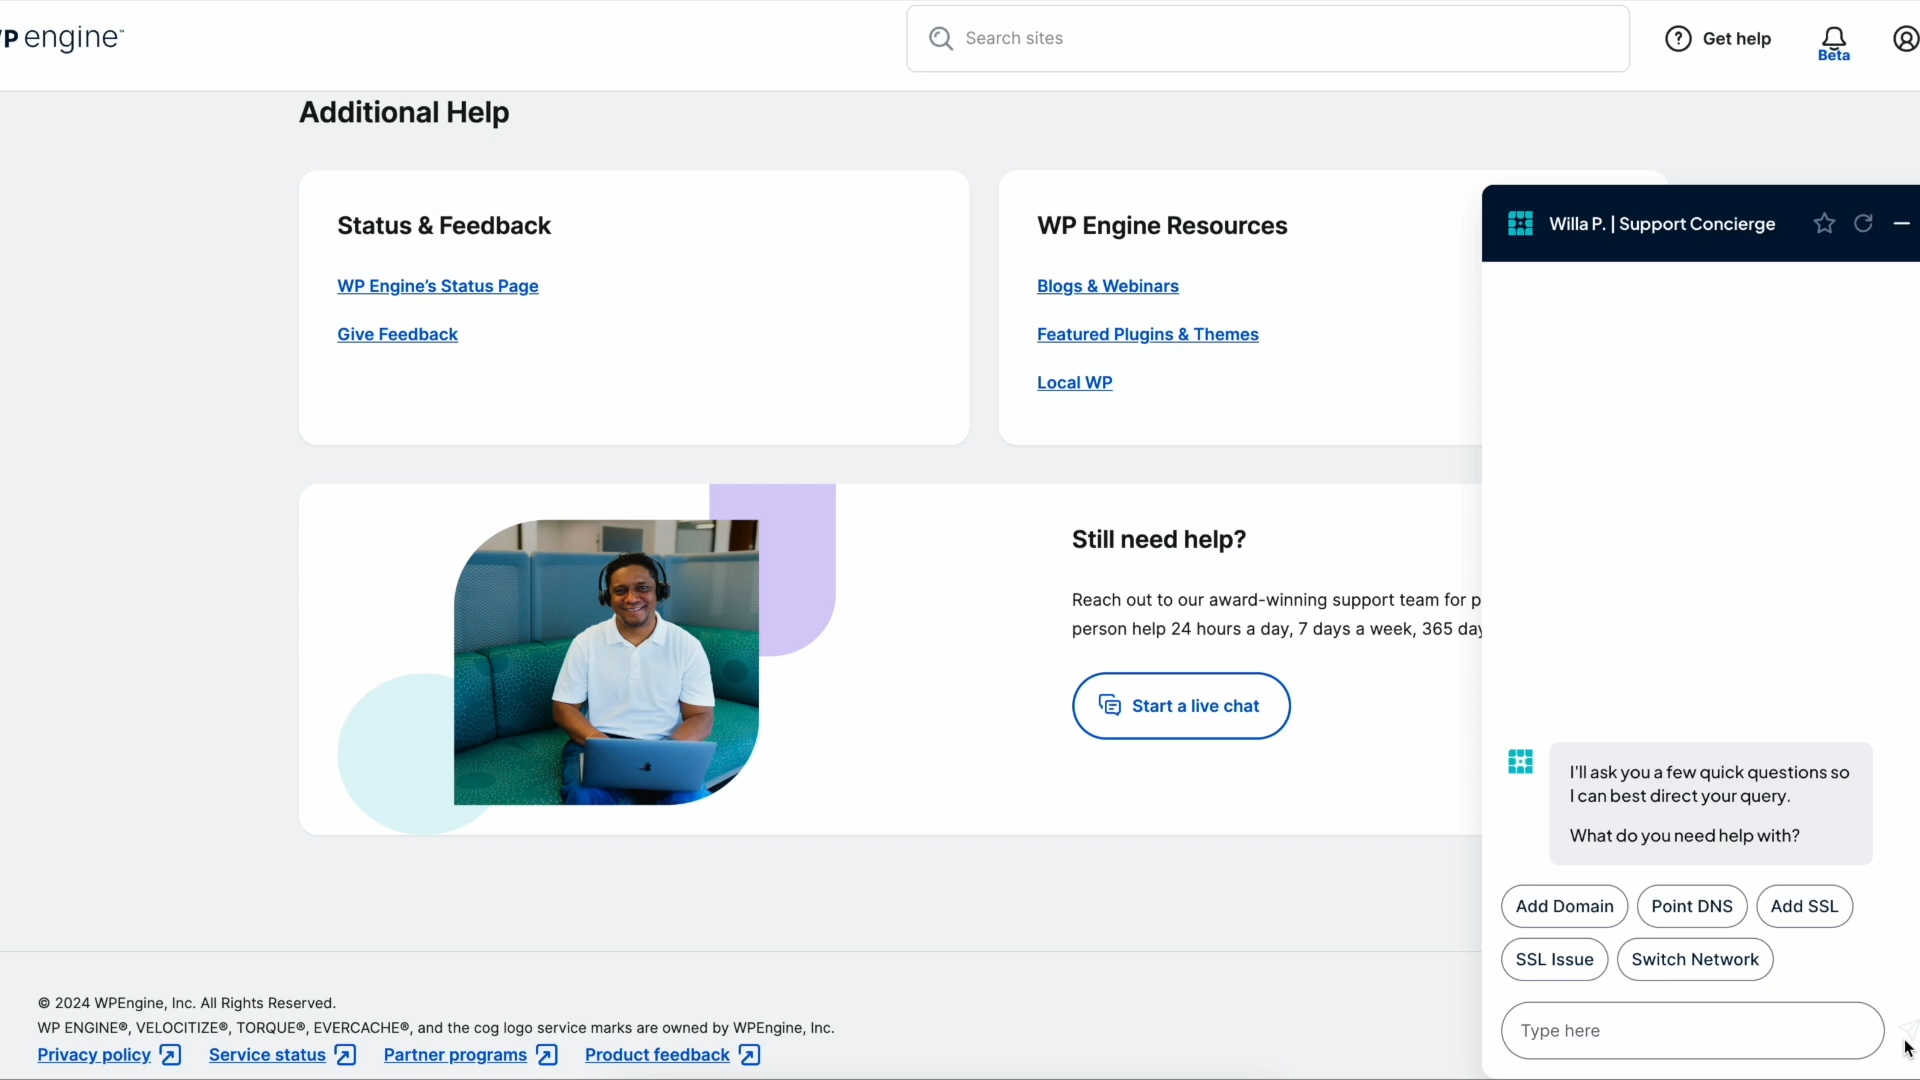 engine™
Search sites
Get help
Beta
Additional Help
Status & Feedback
WP Engine's Status Page
Give Feedback
WP Engine Resources
Blogs & Webinars
Featured Plugins & Themes
Local WP
Still need help?
Reach out to our award-winning support team for p
person help 24 hours a day, 7 days a week, 365 day
Start a live chat
Willa P. | Support Concierge
I'll ask you a few quick questions so
I can best direct your query.
What do you need help with?
Add Domain Point DNS Add SSL
SSL Issue Switch Network
Type here
© 2024 WPEngine, Inc. All Rights Reserved.
WP ENGINE®, VELOCITIZE®, TORQUE®, EVERCACHE®, and the cog logo service marks are owned by WPEngine, Inc.
Privacy policy Service status Partner programs Product feedback